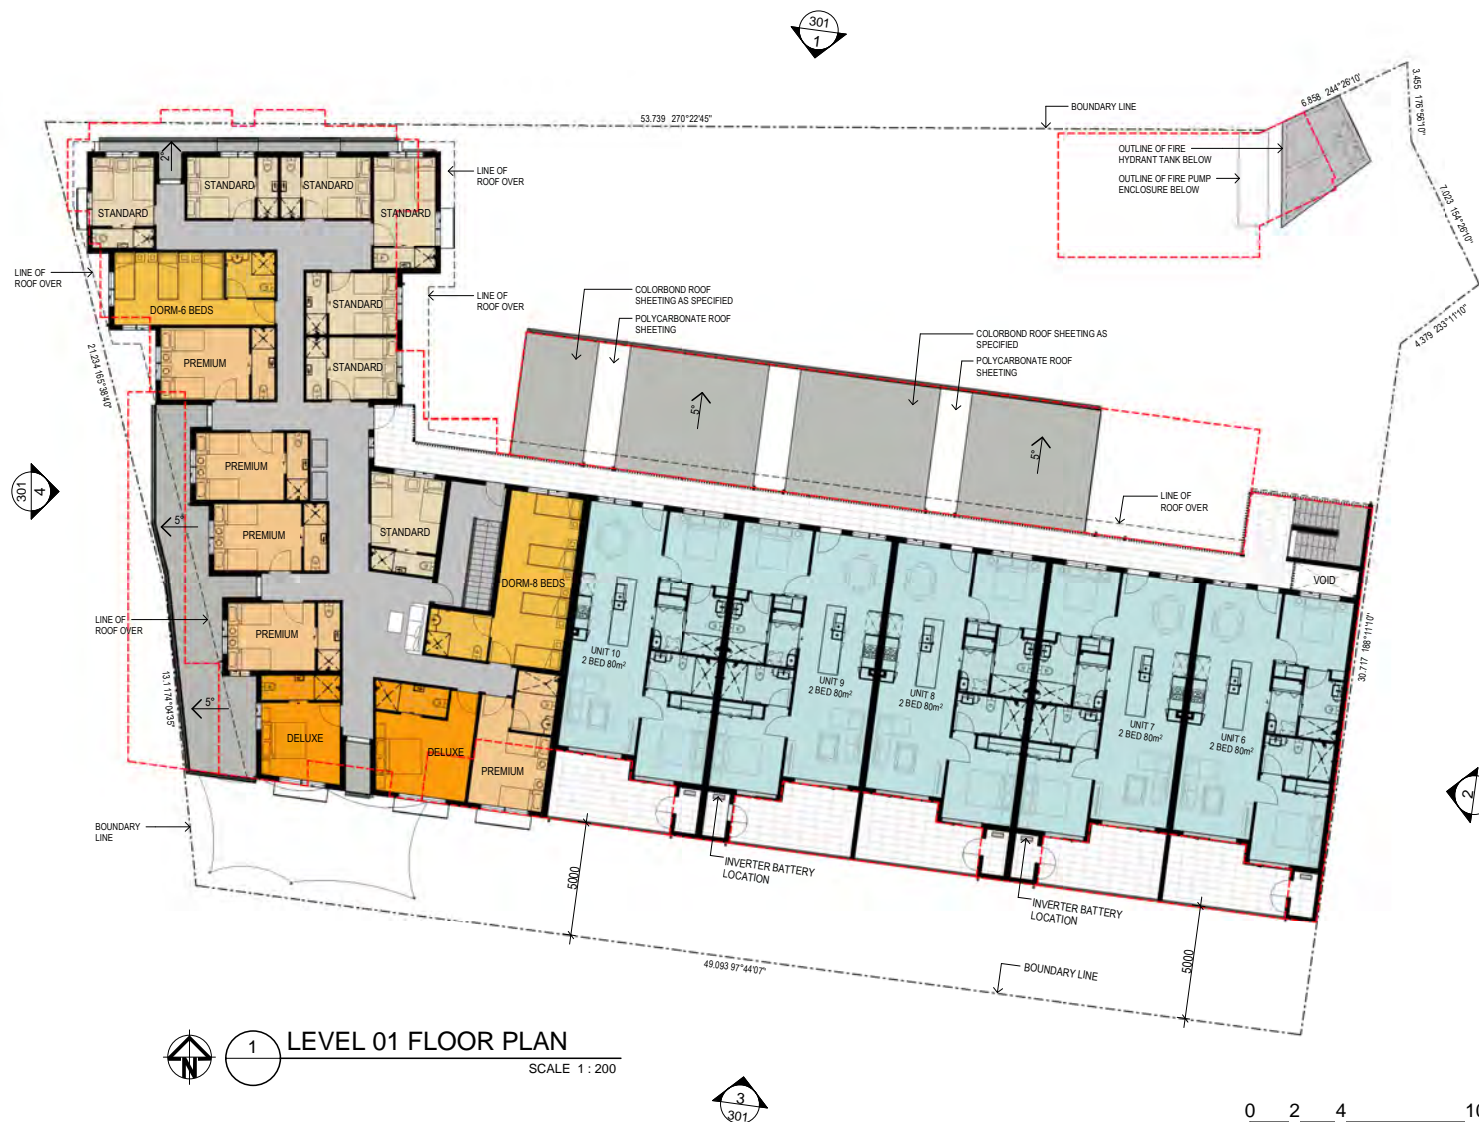 301
1
BOUNDARY LINE
53.739 270°22'45"
6.858 244°26'10'
3.455 176°56'10"
OUTLINE OF FIRE
HYDRANT TANK BELOW
OUTLINE OF FIRE PUMP
ENCLOSURE BELOW
7.023 154°26'10"
4.379 233°11'10"
2°
LINE OF
ROOF OVER
STANDARD
STANDARD
STANDARD
STANDARD
LINE OF
ROOF OVER
DORM-6 BEDS
STANDARD
LINE OF
ROOF OVER
COLORBOND ROOF
SHEETING AS SPECIFIED
POLYCARBONATE ROOF
SHEETING
COLORBOND ROOF SHEETING AS
SPECIFIED
POLYCARBONATE ROOF
SHEETING
PREMIUM
STANDARD
21.234 165°38'40"
5°
5°
301
4
PREMIUM
LINE OF
ROOF OVER
5°
PREMIUM
STANDARD
DORM-8 BEDS
VOID
LINE OF
ROOF OVER
PREMIUM
30.717 188°11'10"
UNIT 10
2 BED 80m²
UNIT 9
2 BED 80m²
UNIT 8
2 BED 80m²
UNIT 7
2 BED 80m²
UNIT 6
2 BED 80m²
5°
DELUXE
DELUXE
PREMIUM
2
BOUNDARY
LINE
INVERTER BATTERY
LOCATION
INVERTER BATTERY
LOCATION
5000
5000
49.093 97°44'07"
BOUNDARY LINE
N
1
LEVEL 01 FLOOR PLAN
SCALE 1 : 200
3
301
0 2 4 10